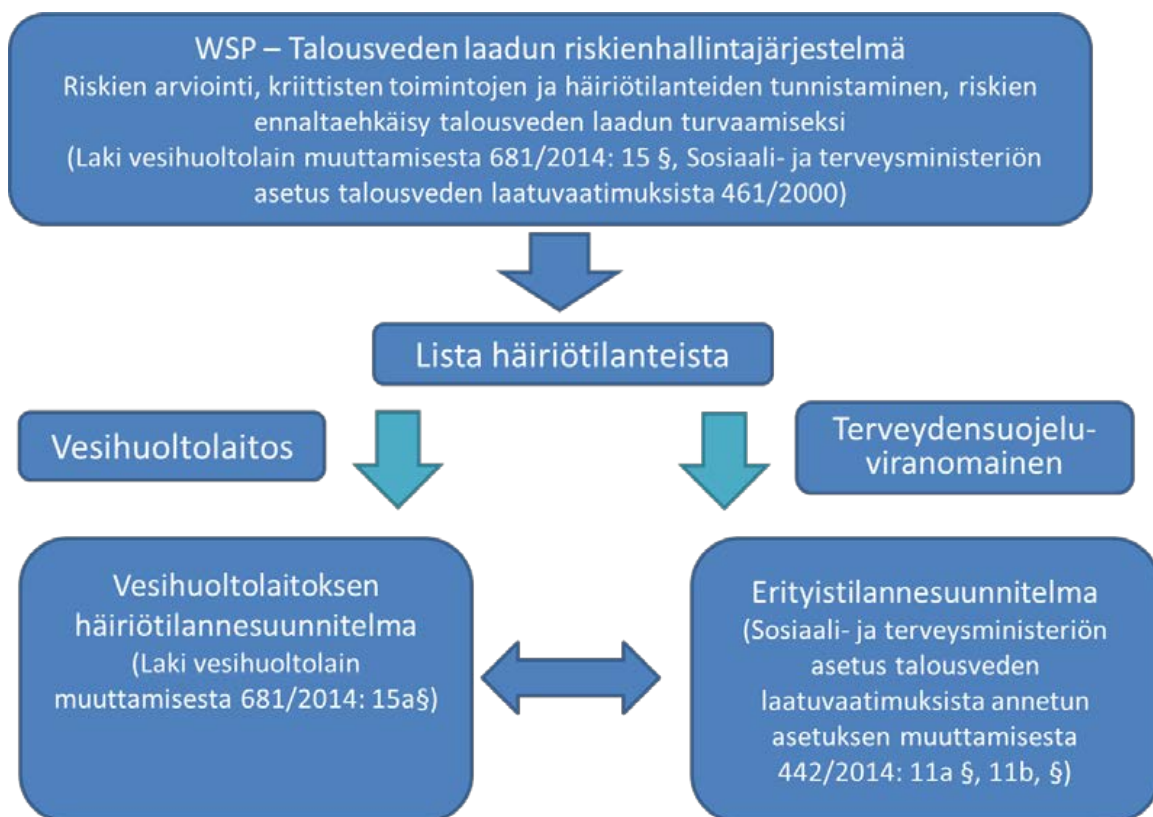 WSP – Talousveden laadun riskienhallintajärjestelmä
Riskien arviointi, kriittisten toimintojen ja häiriötilanteiden tunnistaminen, riskien
ennaltaehkäisy talousveden laadun turvaamiseksi
(Laki vesihuoltolain muuttamisesta 681/2014: 15 §, Sosiaali- ja terveysministeriön
asetus talousveden laatuvaatimuksista 461/2000)
Lista häiriötilanteista
Vesihuoltolaitos
Terveydensuojelu-
viranomainen
Vesihuoltolaitoksen
häiriötilannesuunnitelma
(Laki vesihuoltolain
muuttamisesta 681/2014: 15a§)
Erityistilannesuunnitelma
(Sosiaali- ja terveysministeriön
asetus talousveden
laatuvaatimuksista annetun
asetuksen muuttamisesta
442/2014: 11a §, 11b, §)